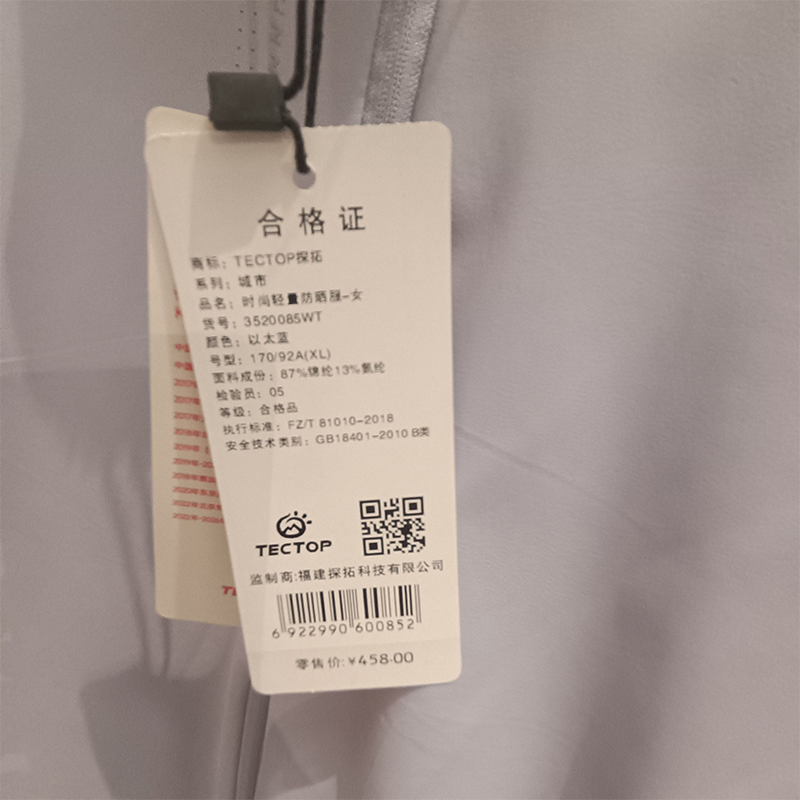 合格证
商标：TECTOP探拓
系列：城市
品名：时尚轻量防晒服-女
货号：3520085WT
颜色：以太蓝
号型：170/92A(XL)
面料成份：87%锦纶13%氨纶
检验员：05
等级：合格品
执行标准：FZ/T 81010-2018
安全技术类别：GB18401-2010 B类
TECTOP
监制商:福建探拓科技有限公司
6 922990 600852
零售价:¥458.00